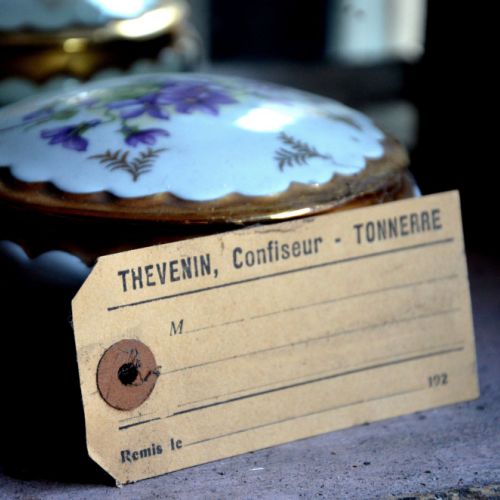 THEVENIN, Confiseur - TONNERRE
M
192
Remis le